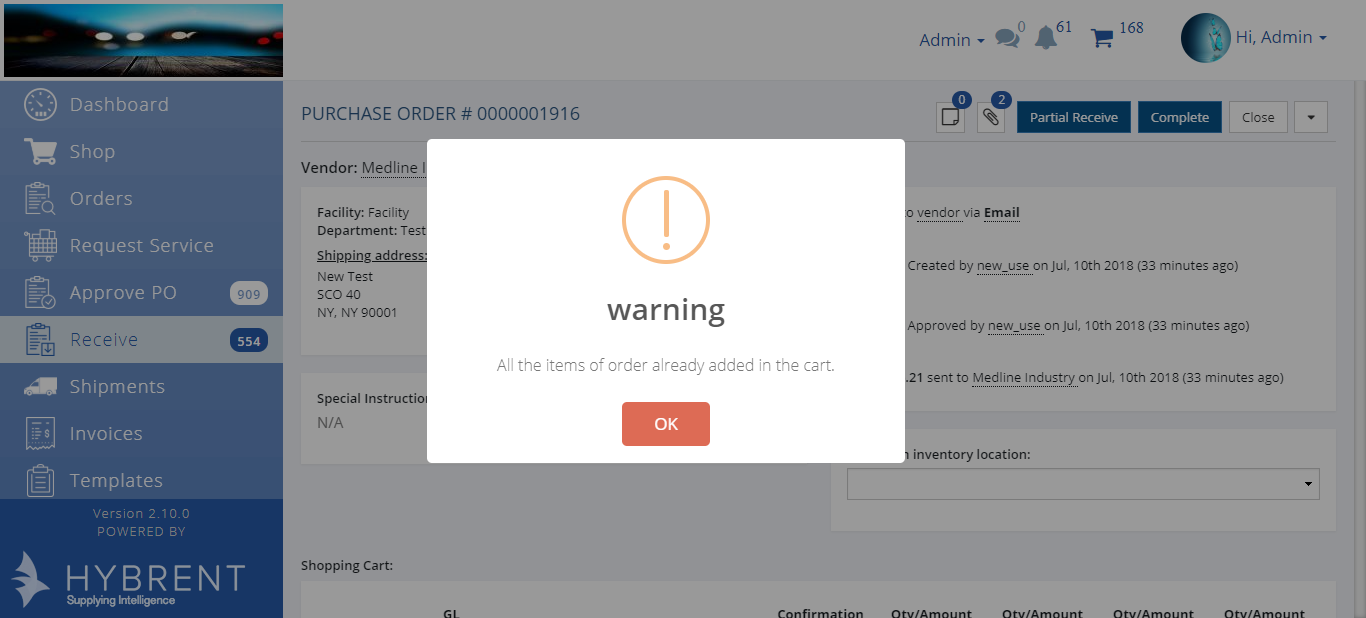 Admin
0
61
168
Hi, Admin
Dashboard
Shop
Orders
Request Service
Approve PO 909
Receive 554
Shipments
Invoices
Templates
Version 2.10.0
POWERED BY
HYBRENT
Supplying Intelligence
PURCHASE ORDER # 0000001916
0
2
Partial Receive
Complete
Close
Vendor: Medline
Facility: Facility
Department: Test
Shipping address:
New Test
SCO 40
NY, NY 90001
Special
N/A
warning
All the items of order already added in the cart.
OK
vendor via Email
Created by new_use on Jul, 10th 2018 (33 minutes ago)
Approved by new_use on Jul, 10th 2018 (33 minutes ago)
.21 sent to Medline Industry on Jul, 10th 2018 (33 minutes ago)
inventory location:
Shopping Cart:
GL
Confirmation
Qty/Amount
Qty/Amount
Qty/Amount
Qty/Amount